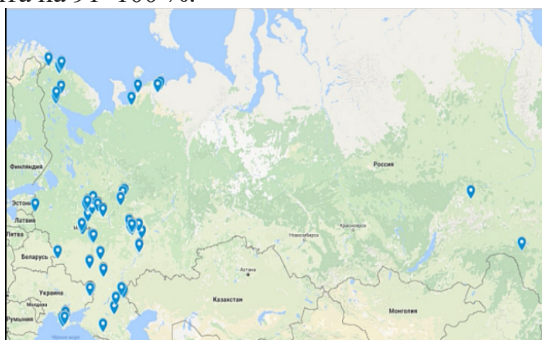 на 91–100 %.
Финляндия
Россия
Эстония
Латвия
Литва
Новосибирск
Красноярск
Беларусь
Астана
Украина
Казахстан
Монголия
Румыния